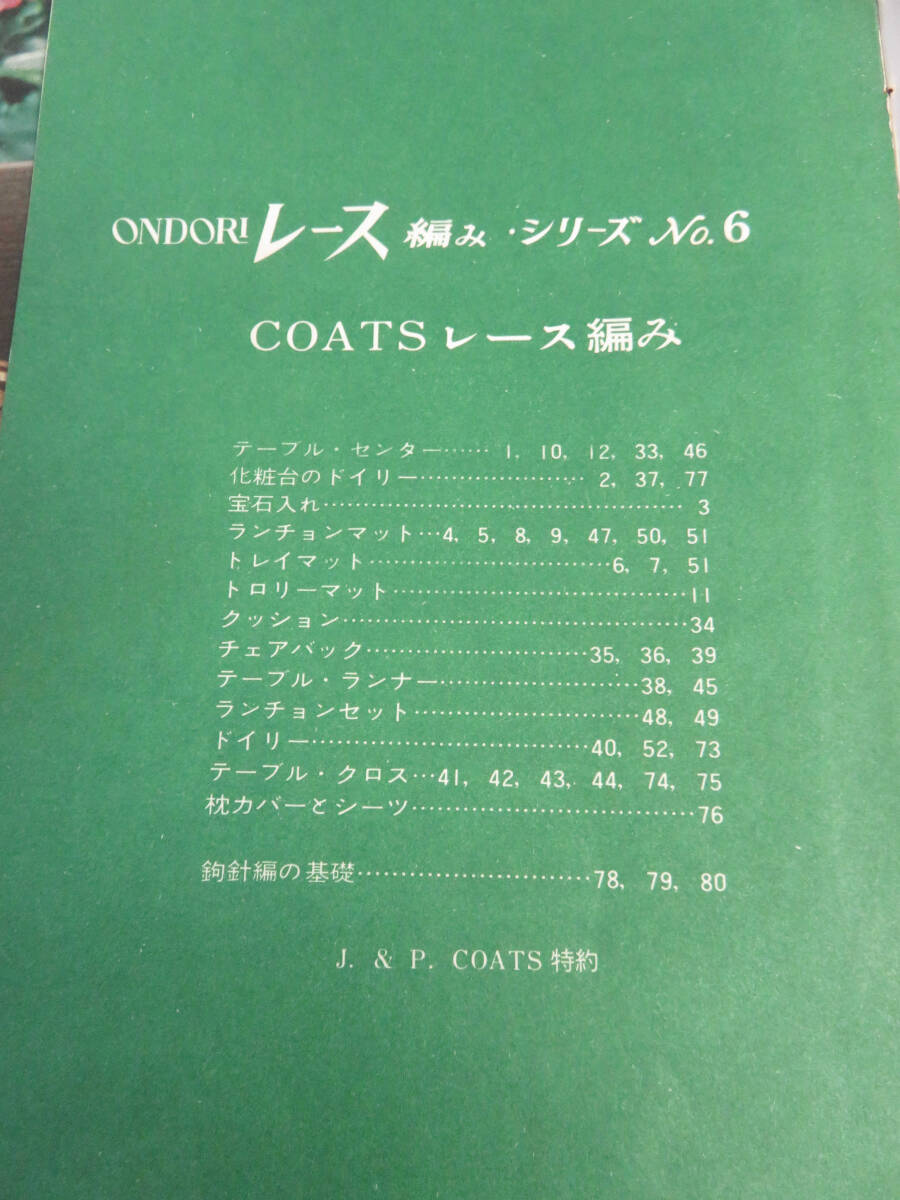 ONDORI レース編み・シリーズ No.6
COATSレース編み
テーブル・センター…… 1, 10, 12, 33, 46
化粧台のドイリー………………… 2, 37, 77
宝石入れ…………………………………… 3
ランチョンマット…4, 5, 8, 9, 47, 50, 51
トレイマット…………………………6, 7, 51
トロリーマット………………………………11
クッション……………………………………34
チェアバック………………………35, 36, 39
テーブル・ランナー……………………38, 45
ランチョンセット………………………48, 49
ドイリー……………………………40, 52, 73
テーブル・クロス…41, 42, 43, 44, 74, 75
枕カバーとシーツ……………………………76
鉤針編の基礎………………………78, 79, 80
J. & P. COATS 特約